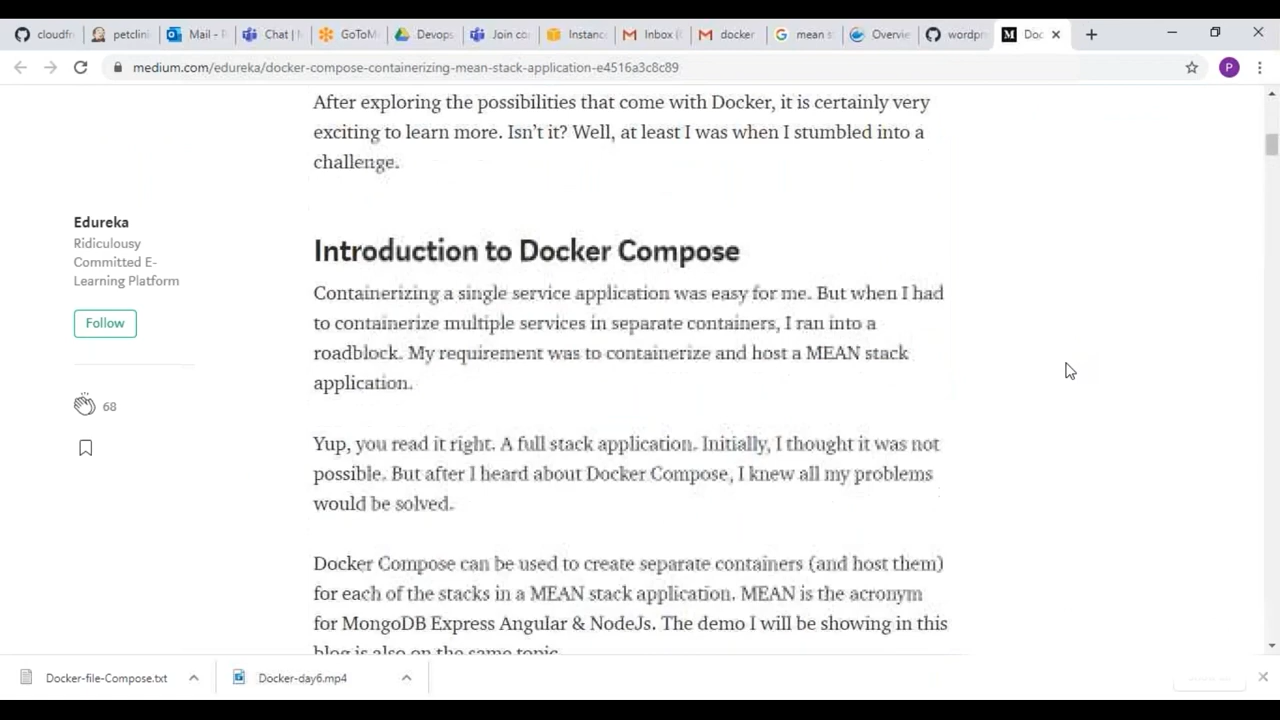 cloudfr
petclini
Mail -
Chat |
GoToM
Devops
Join co
Instanc
Inbox (
docker
mean s
Overvie
wordpr
Doc
medium.com/edureka/docker-compose-containerizing-mean-stack-application-e4516a3c8c89
P
After exploring the possibilities that come with Docker, it is certainly very
exciting to learn more. Isn't it? Well, at least I was when I stumbled into a
challenge.
Edureka
Ridiculousy
Committed E-
Learning Platform
Follow
68
Introduction to Docker Compose
Containerizing a single service application was easy for me. But when I had
to containerize multiple services in separate containers, I ran into a
roadblock. My requirement was to containerize and host a MEAN stack
application.
Yup, you read it right. A full stack application. Initially, I thought it was not
possible. But after I heard about Docker Compose, I knew all my problems
would be solved.
Docker Compose can be used to create separate containers (and host them)
for each of the stacks in a MEAN stack application. MEAN is the acronym
for MongoDB Express Angular & NodeJs. The demo I will be showing in this
blog is also on the same topic.
Docker-file-Compose.txt
Docker-day6.mp4